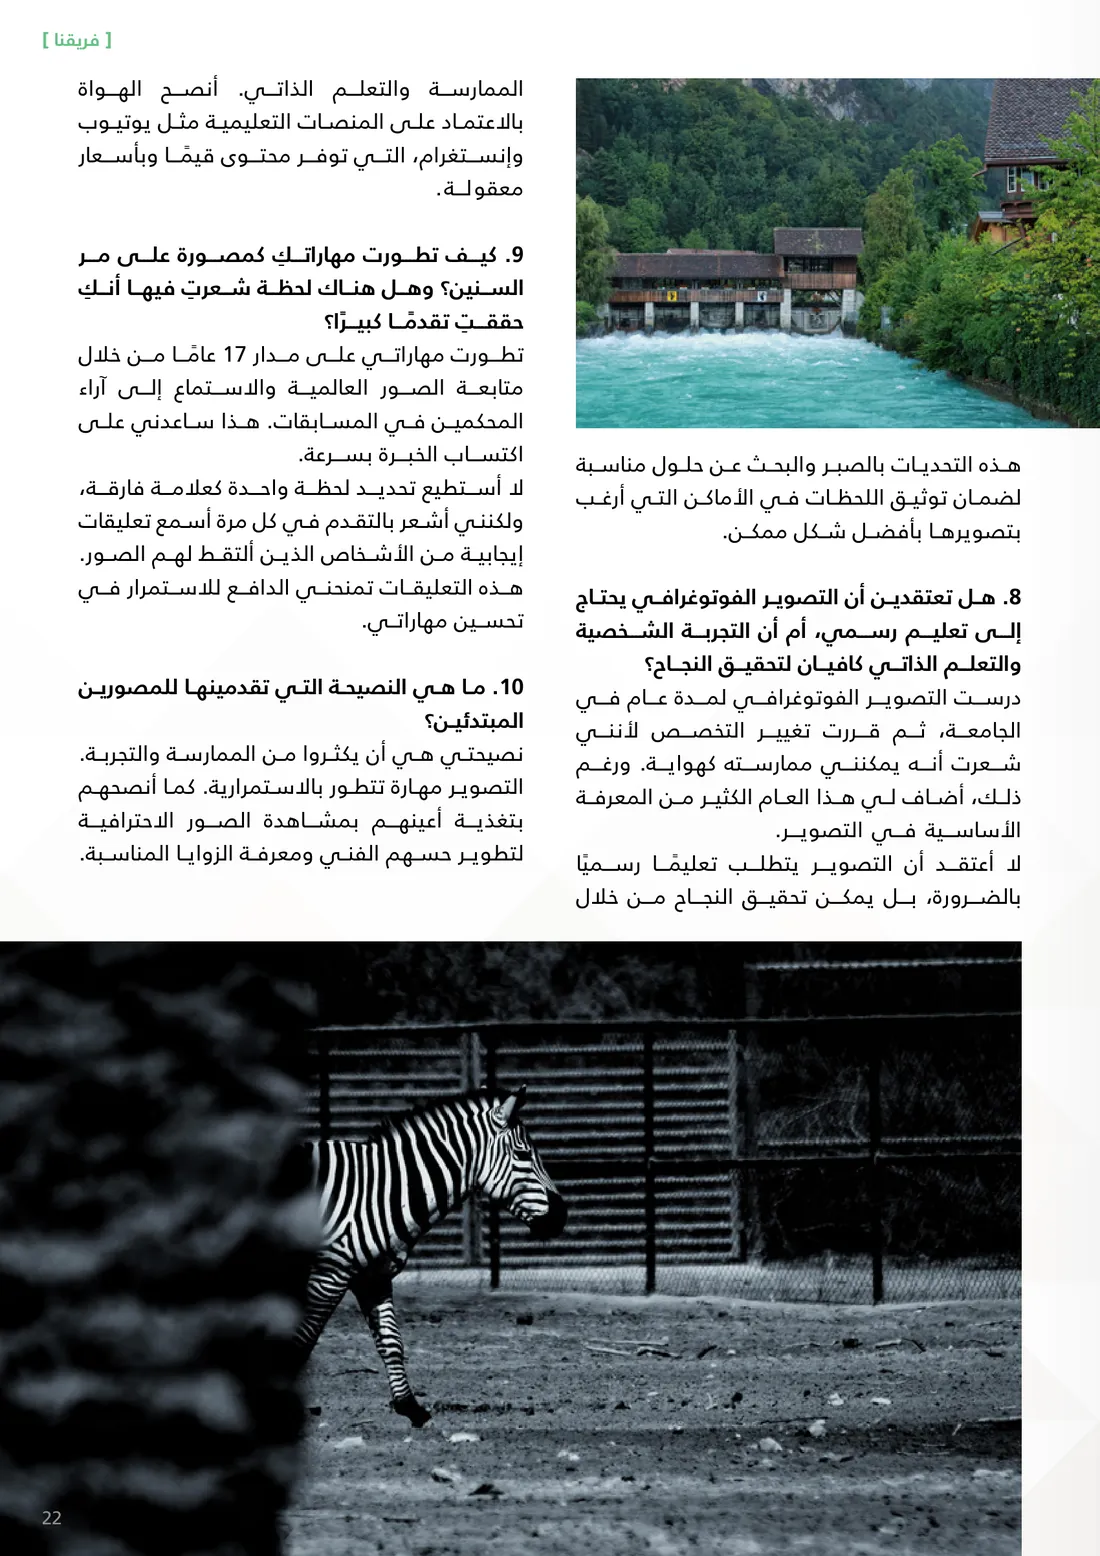 [ فريقنا ]
هذه التحديات بالصبر والبحث عن حلول مناسبة
لضمان توثيق اللحظات في الأماكن التي أرغب
بتصويرها بأفضل شكل ممكن.
8. هل تعتقدين أن التصوير الفوتوغرافي يحتاج
إلى تعليم رسمي، أم أن التجربة الشخصية
والتعلم الذاتي كافيان لتحقيق النجاح؟
درست التصوير الفوتوغرافي لمدة عام في
الجامعة، ثم قررت تغيير التخصص لأنني
شعرت أنه يمكنني ممارسته كهواية. ورغم
ذلك، أضاف لي هذا العام الكثير من المعرفة
الأساسية في التصوير.
لا أعتقد أن التصوير يتطلب تعليمًا رسميًا
بالضرورة، بل يمكن تحقيق النجاح من خلال
الممارسة والتعلم الذاتي. أنصح الهواة
بالاعتماد على المنصات التعليمية مثل يوتيوب
وإنستغرام، التي توفر محتوى قيمًا وبأسعار
معقولة.
9. كيف تطورت مهاراتكِ كمصورة على مر
السنين؟ وهل هناك لحظة شعرتِ فيها أنكِ
حققتِ تقدمًا كبيرًا؟
تطورت مهاراتي على مدار 17 عامًا من خلال
متابعة الصور العالمية والاستماع إلى آراء
المحكمين في المسابقات. هذا ساعدني على
اكتساب الخبرة بسرعة.
لا أستطيع تحديد لحظة واحدة كعلامة فارقة،
ولكنني أشعر بالتقدم في كل مرة أسمع تعليقات
إيجابية من الأشخاص الذين ألتقط لهم الصور.
هذه التعليقات تمنحني الدافع للاستمرار في
تحسين مهاراتي.
10. ما هي النصيحة التي تقدمينها للمصورين
المبتدئين؟
نصيحتي هي أن يكثروا من الممارسة والتجربة.
التصوير مهارة تتطور بالاستمرارية. كما أنصحهم
بتغذية أعينهم بمشاهدة الصور الاحترافية
لتطوير حسهم الفني ومعرفة الزوايا المناسبة.
22